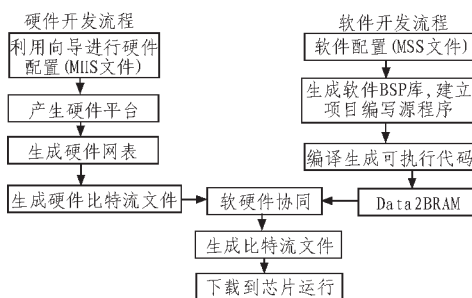 硬件开发流程
利用向导进行硬件
配置(MHS文件)
产生硬件平台
生成硬件网表
生成硬件比特流文件
软件开发流程
软件配置(MSS文件)
生成软件BSP库,建立
项目编写源程序
编译生成可执行代码
Data2BRAM
软硬件协同
生成比特流文件
下载到芯片运行